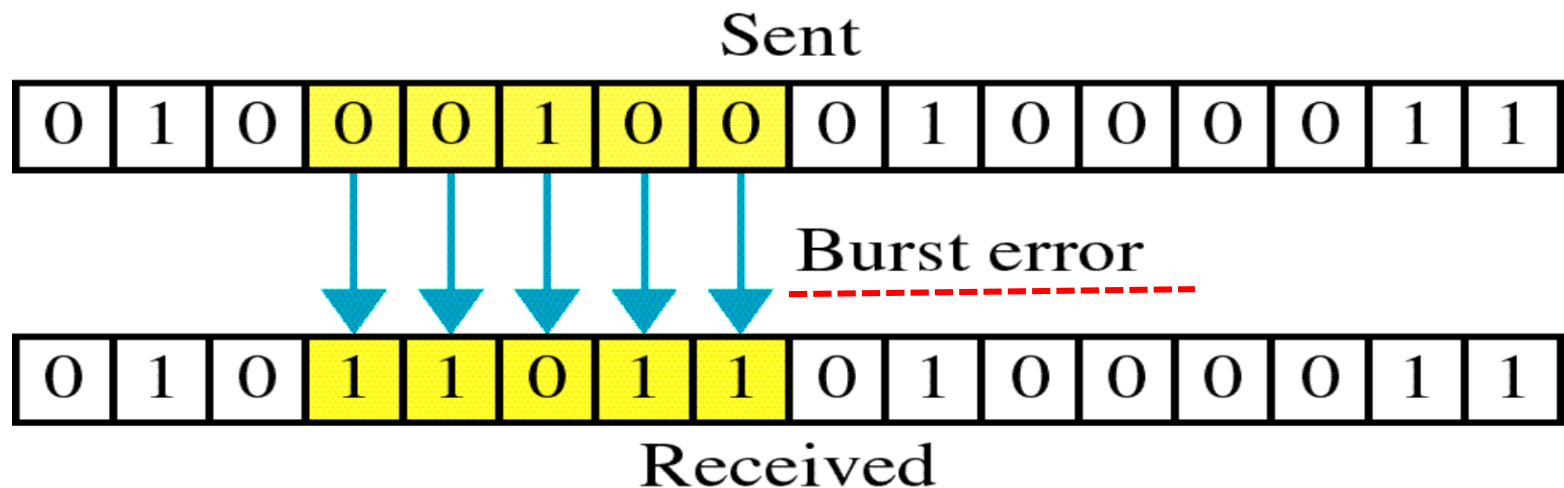 Sent
0 1 0 0 0 1 0 0 0 1 0 0 0 0 1 1
Burst error
0 1 0 1 1 0 1 1 0 1 0 0 0 0 1 1
Received